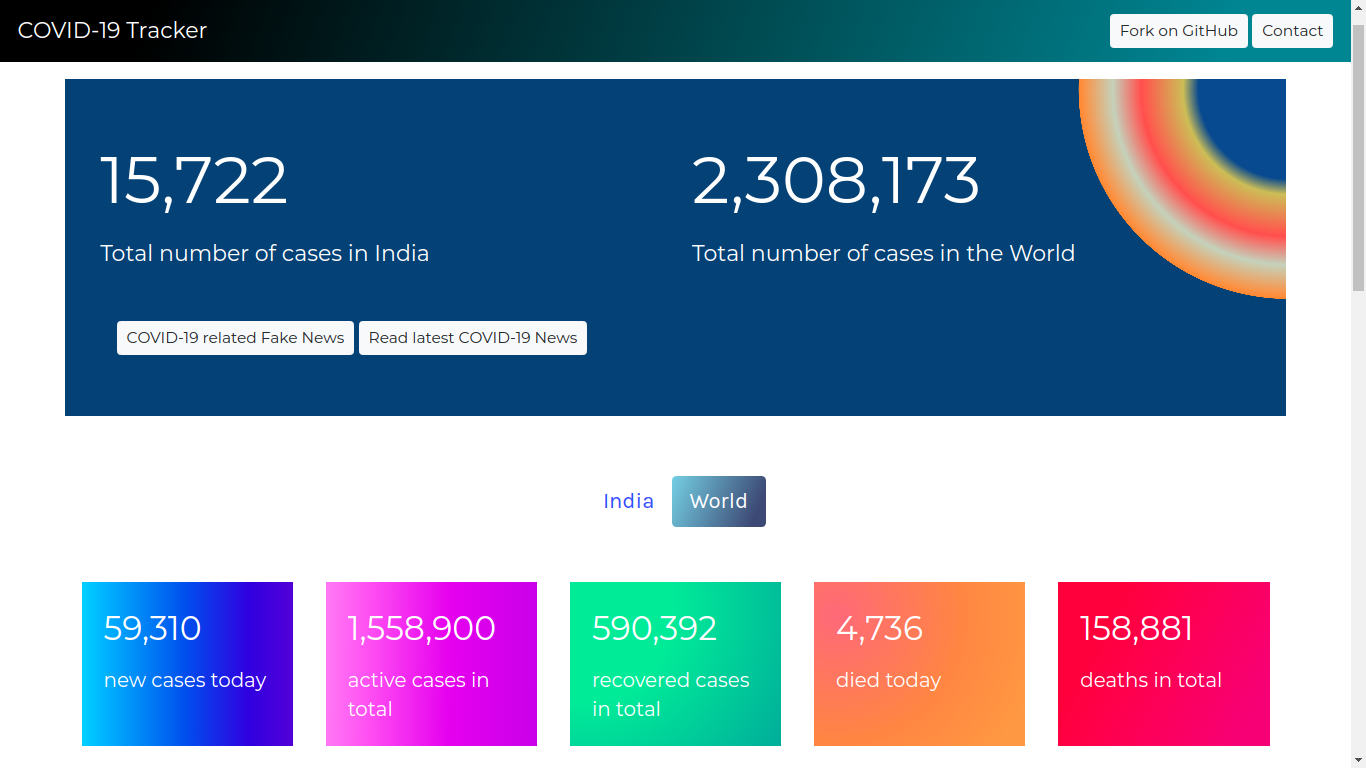 COVID-19 Tracker
Fork on GitHub
Contact
15,722
Total number of cases in India
2,308,173
Total number of cases in the World
COVID-19 related Fake News
Read latest COVID-19 News
India
World
59,310
new cases today
1,558,900
active cases in
total
590,392
recovered cases
in total
4,736
died today
158,881
deaths in total